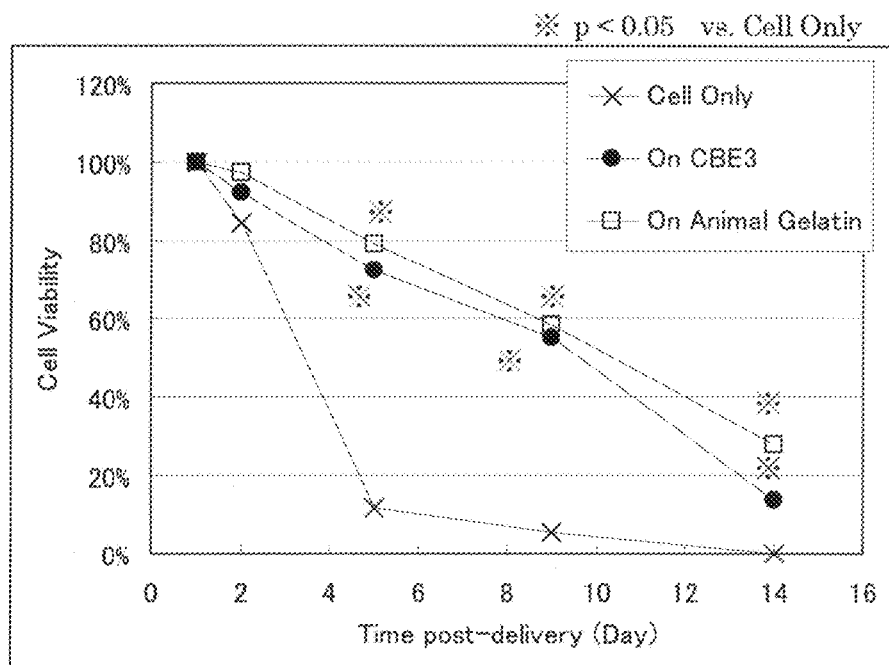 ※ p < 0.05 vs. Cell Only
120%
100%
80%
60%
40%
20%
0%
Cell Viability
Cell Only
On CBE3
On Animal Gelatin
※
※
※
※
※
※
0 2 4 6 8 10 12 14 16
Time post-delivery (Day)